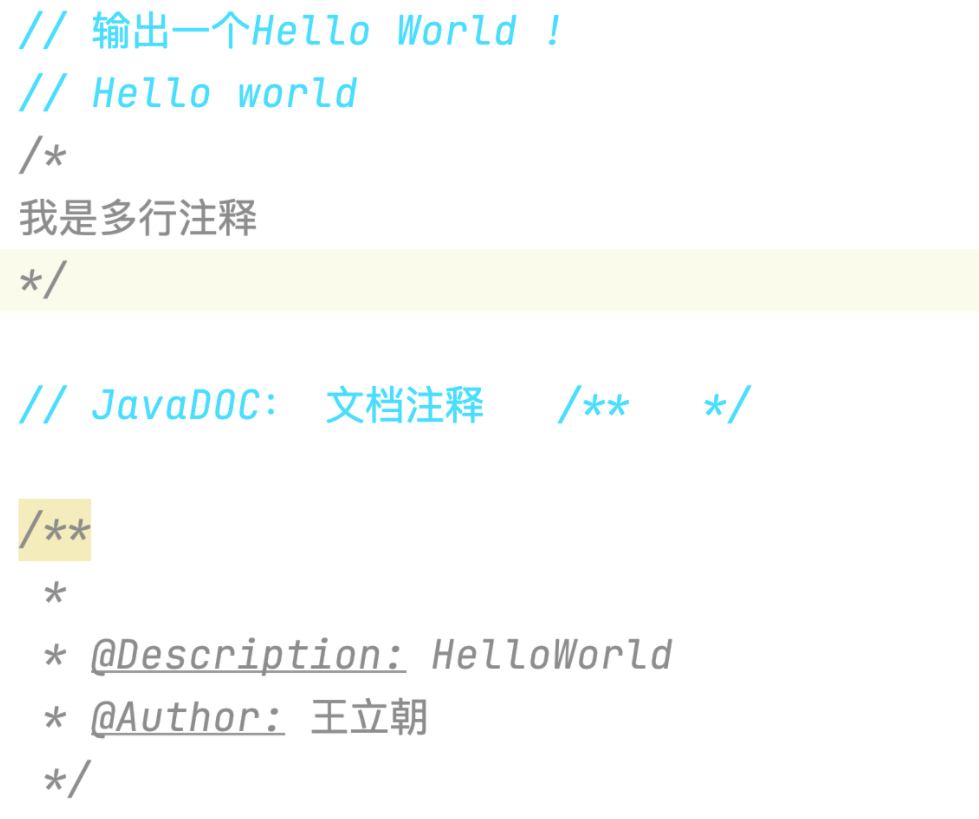 // 输出一个Hello World !
// Hello world
/*
我是多行注释
*/
// JavaDOC: 文档注释 /** */
/**
*
* @Description: HelloWorld
* @Author: 王立朝
*/